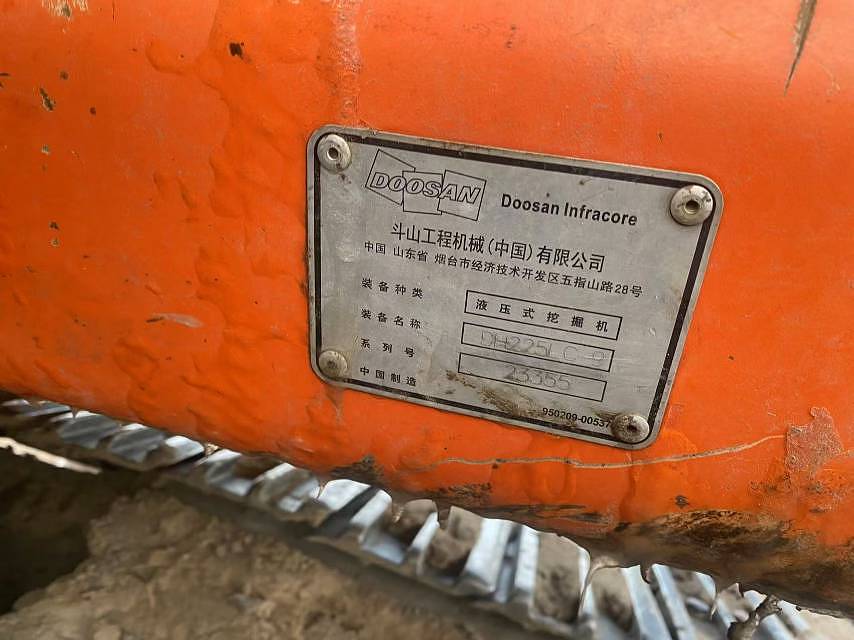 DOOSAN
Doosan Infracore
斗山工程机械(中国)有限公司
中国 山东省 烟台市经济技术开发区五指山路28号
装备种类 液压式挖掘机
装备名称 DH225LC-9
系列号 23355
中国制造
950209-00537